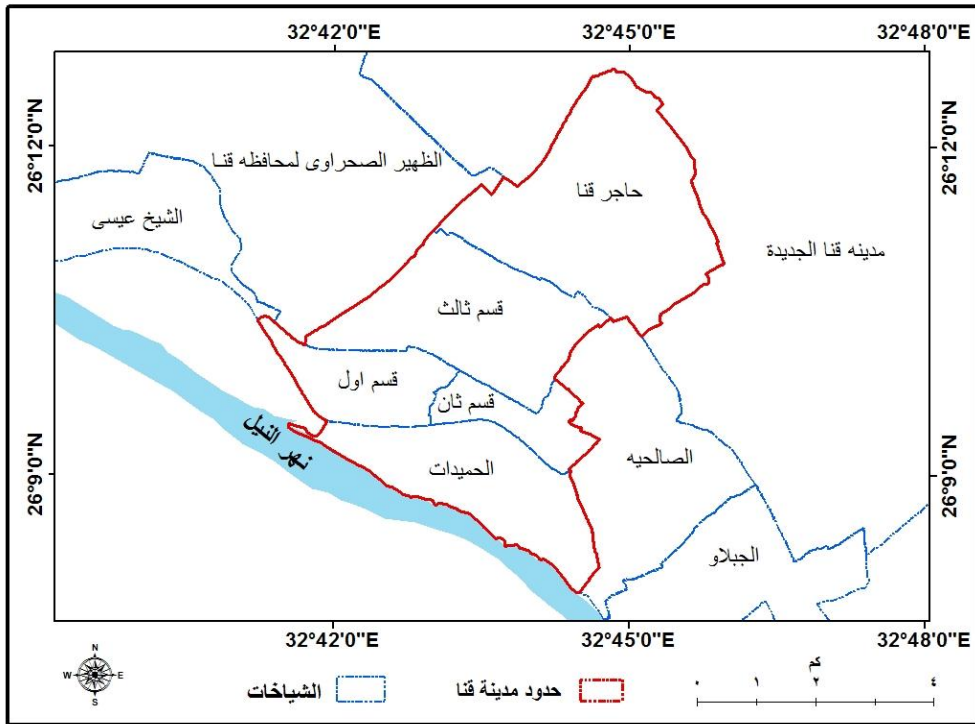 32°42'0"E 32°45'0"E 32°48'0"E
26°12'0"N 26°12'0"N
الظهير الصحراوى لمحافظه قنا
حاجر قنا
الشيخ عيسى
مدينه قنا الجديدة
قسم ثالث
قسم اول
قسم ثان
نهر النيل
الحميدات
الصالحيه
26°9'0"N 26°9'0"N
الجبلاو
32°42'0"E 32°45'0"E 32°48'0"E
N
W E
S
الشياخات
حدود مدينة قنا
كم
٠ ١ ٢ ٤